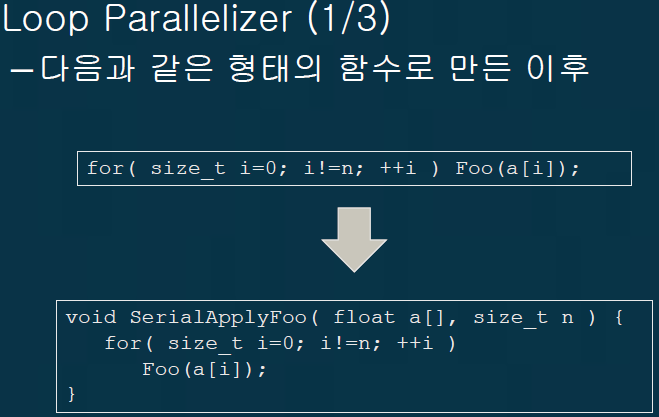 Loop Parallelizer (1/3)
–다음과 같은 형태의 함수로 만든 이후
for( size_t i=0; i!=n; ++i ) Foo(a[i]);
void SerialApplyFoo( float a[], size_t n ) {
for( size_t i=0; i!=n; ++i )
Foo(a[i]);
}